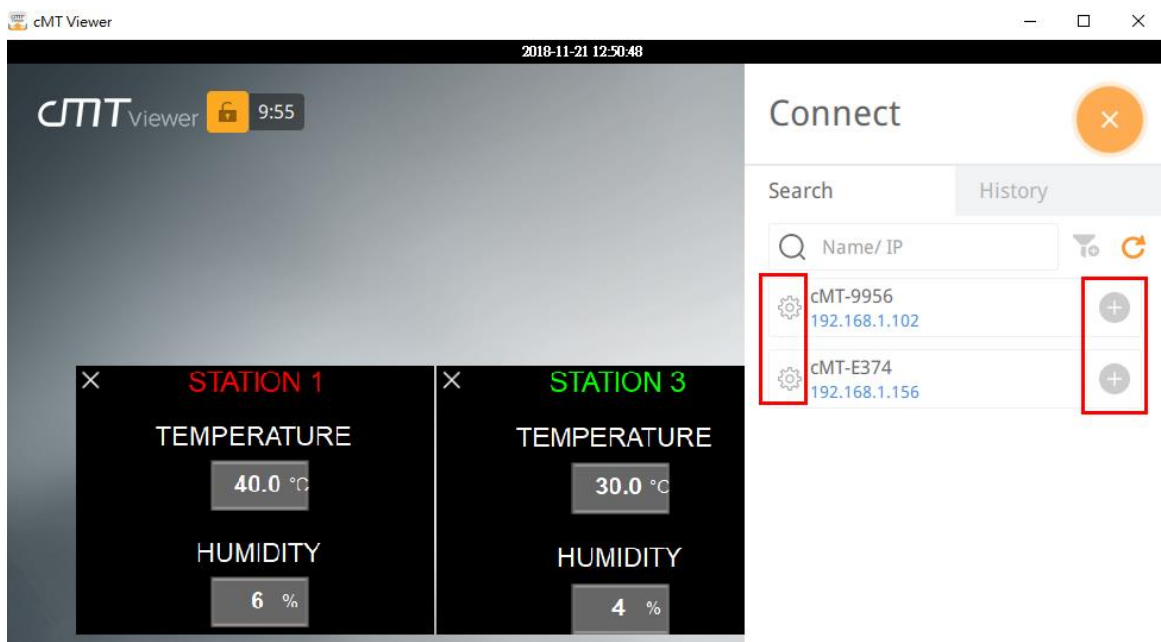 cMT Viewer
2018-11-21 12:50:48
cMT Viewer 9:55
Connect
Search History
Name/ IP
cMT-9956
192.168.1.102
cMT-E374
192.168.1.156
STATION 1
TEMPERATURE
40.0 °C
HUMIDITY
6 %
STATION 3
TEMPERATURE
30.0 °C
HUMIDITY
4 %